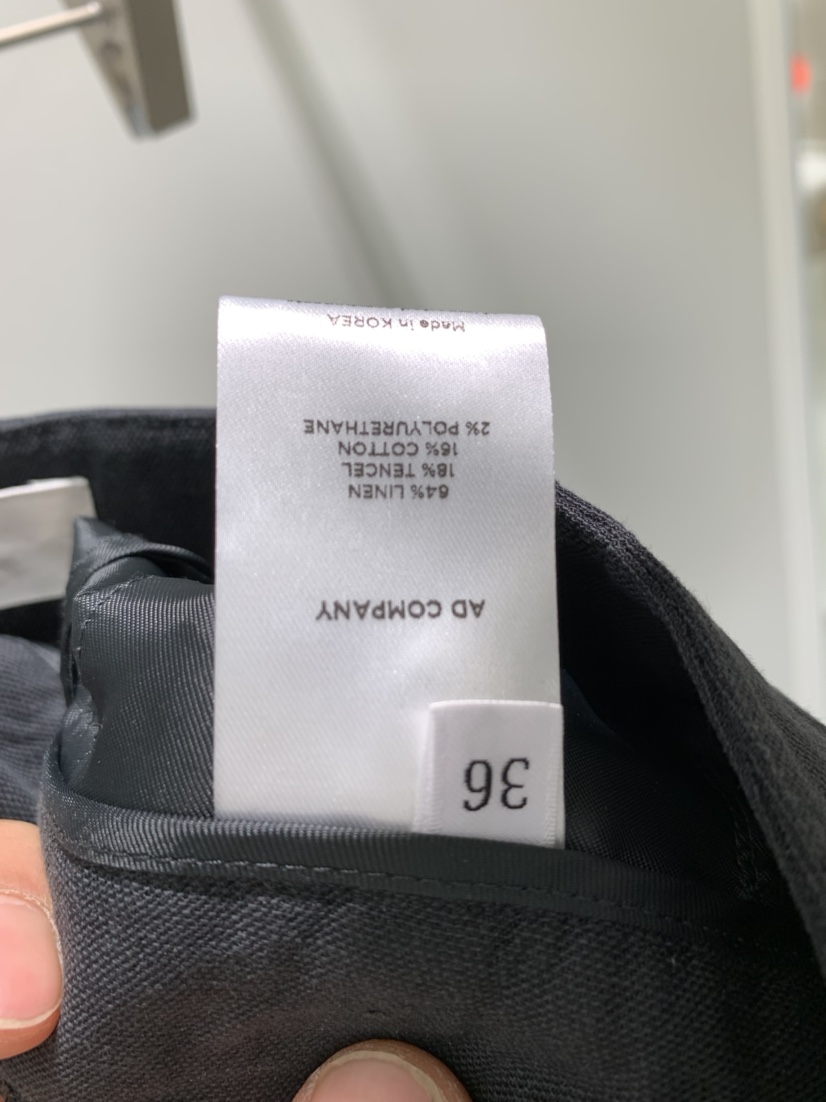 36
AD COMPANY
64% LINEN
18% TENCEL
16% COTTON
2% POLYURETHANE
Made in KOREA